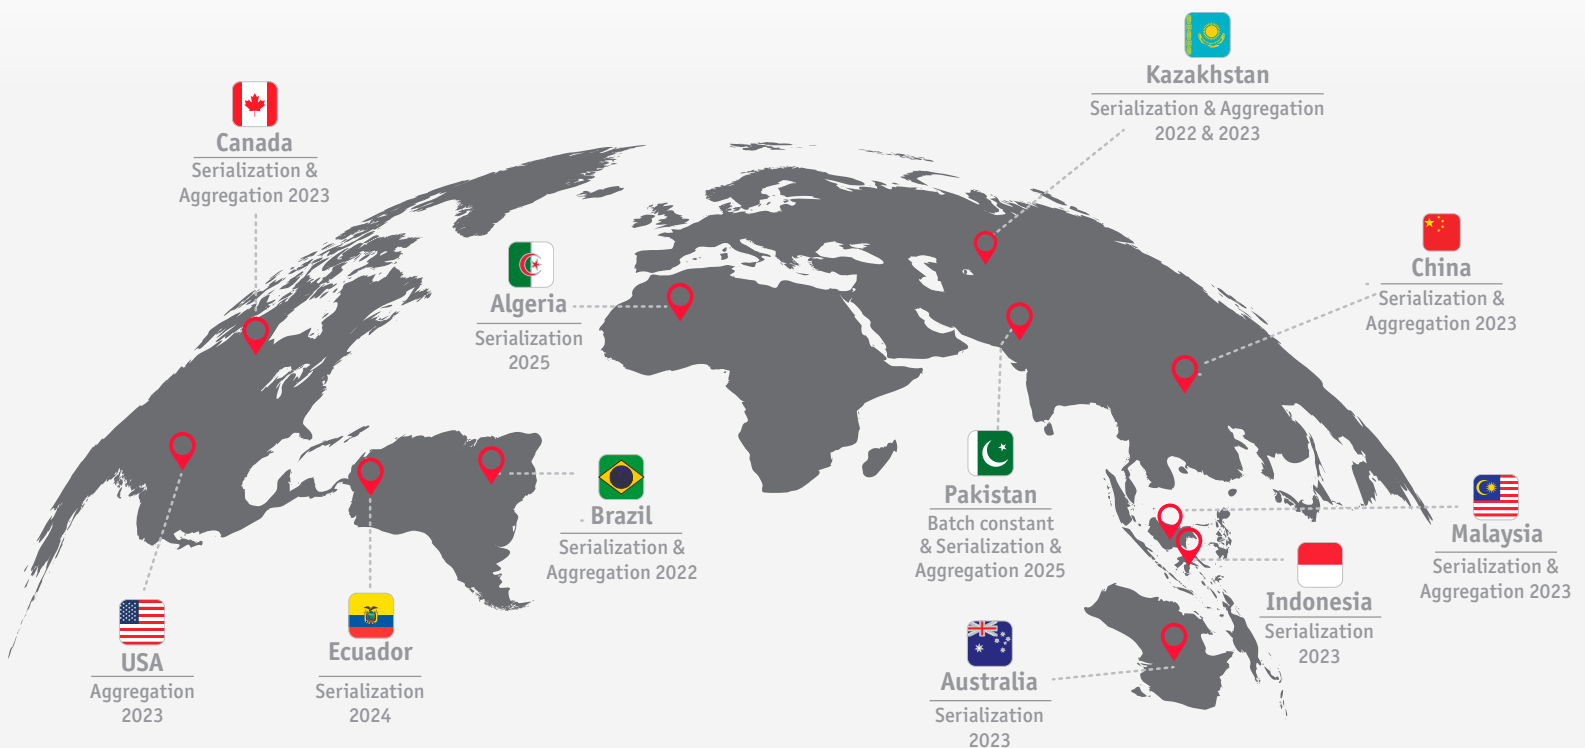 Kazakhstan
Serialization & Aggregation
2022 & 2023
Canada
Serialization &
Aggregation 2023
China
Serialization &
Aggregation 2023
Algeria
Serialization
2025
Brazil
Serialization &
Aggregation 2022
Pakistan
Batch constant
& Serialization &
Aggregation 2025
Malaysia
Serialization &
Aggregation 2023
Indonesia
Serialization
2023
USA
Aggregation
2023
Ecuador
Serialization
2024
Australia
Serialization
2023